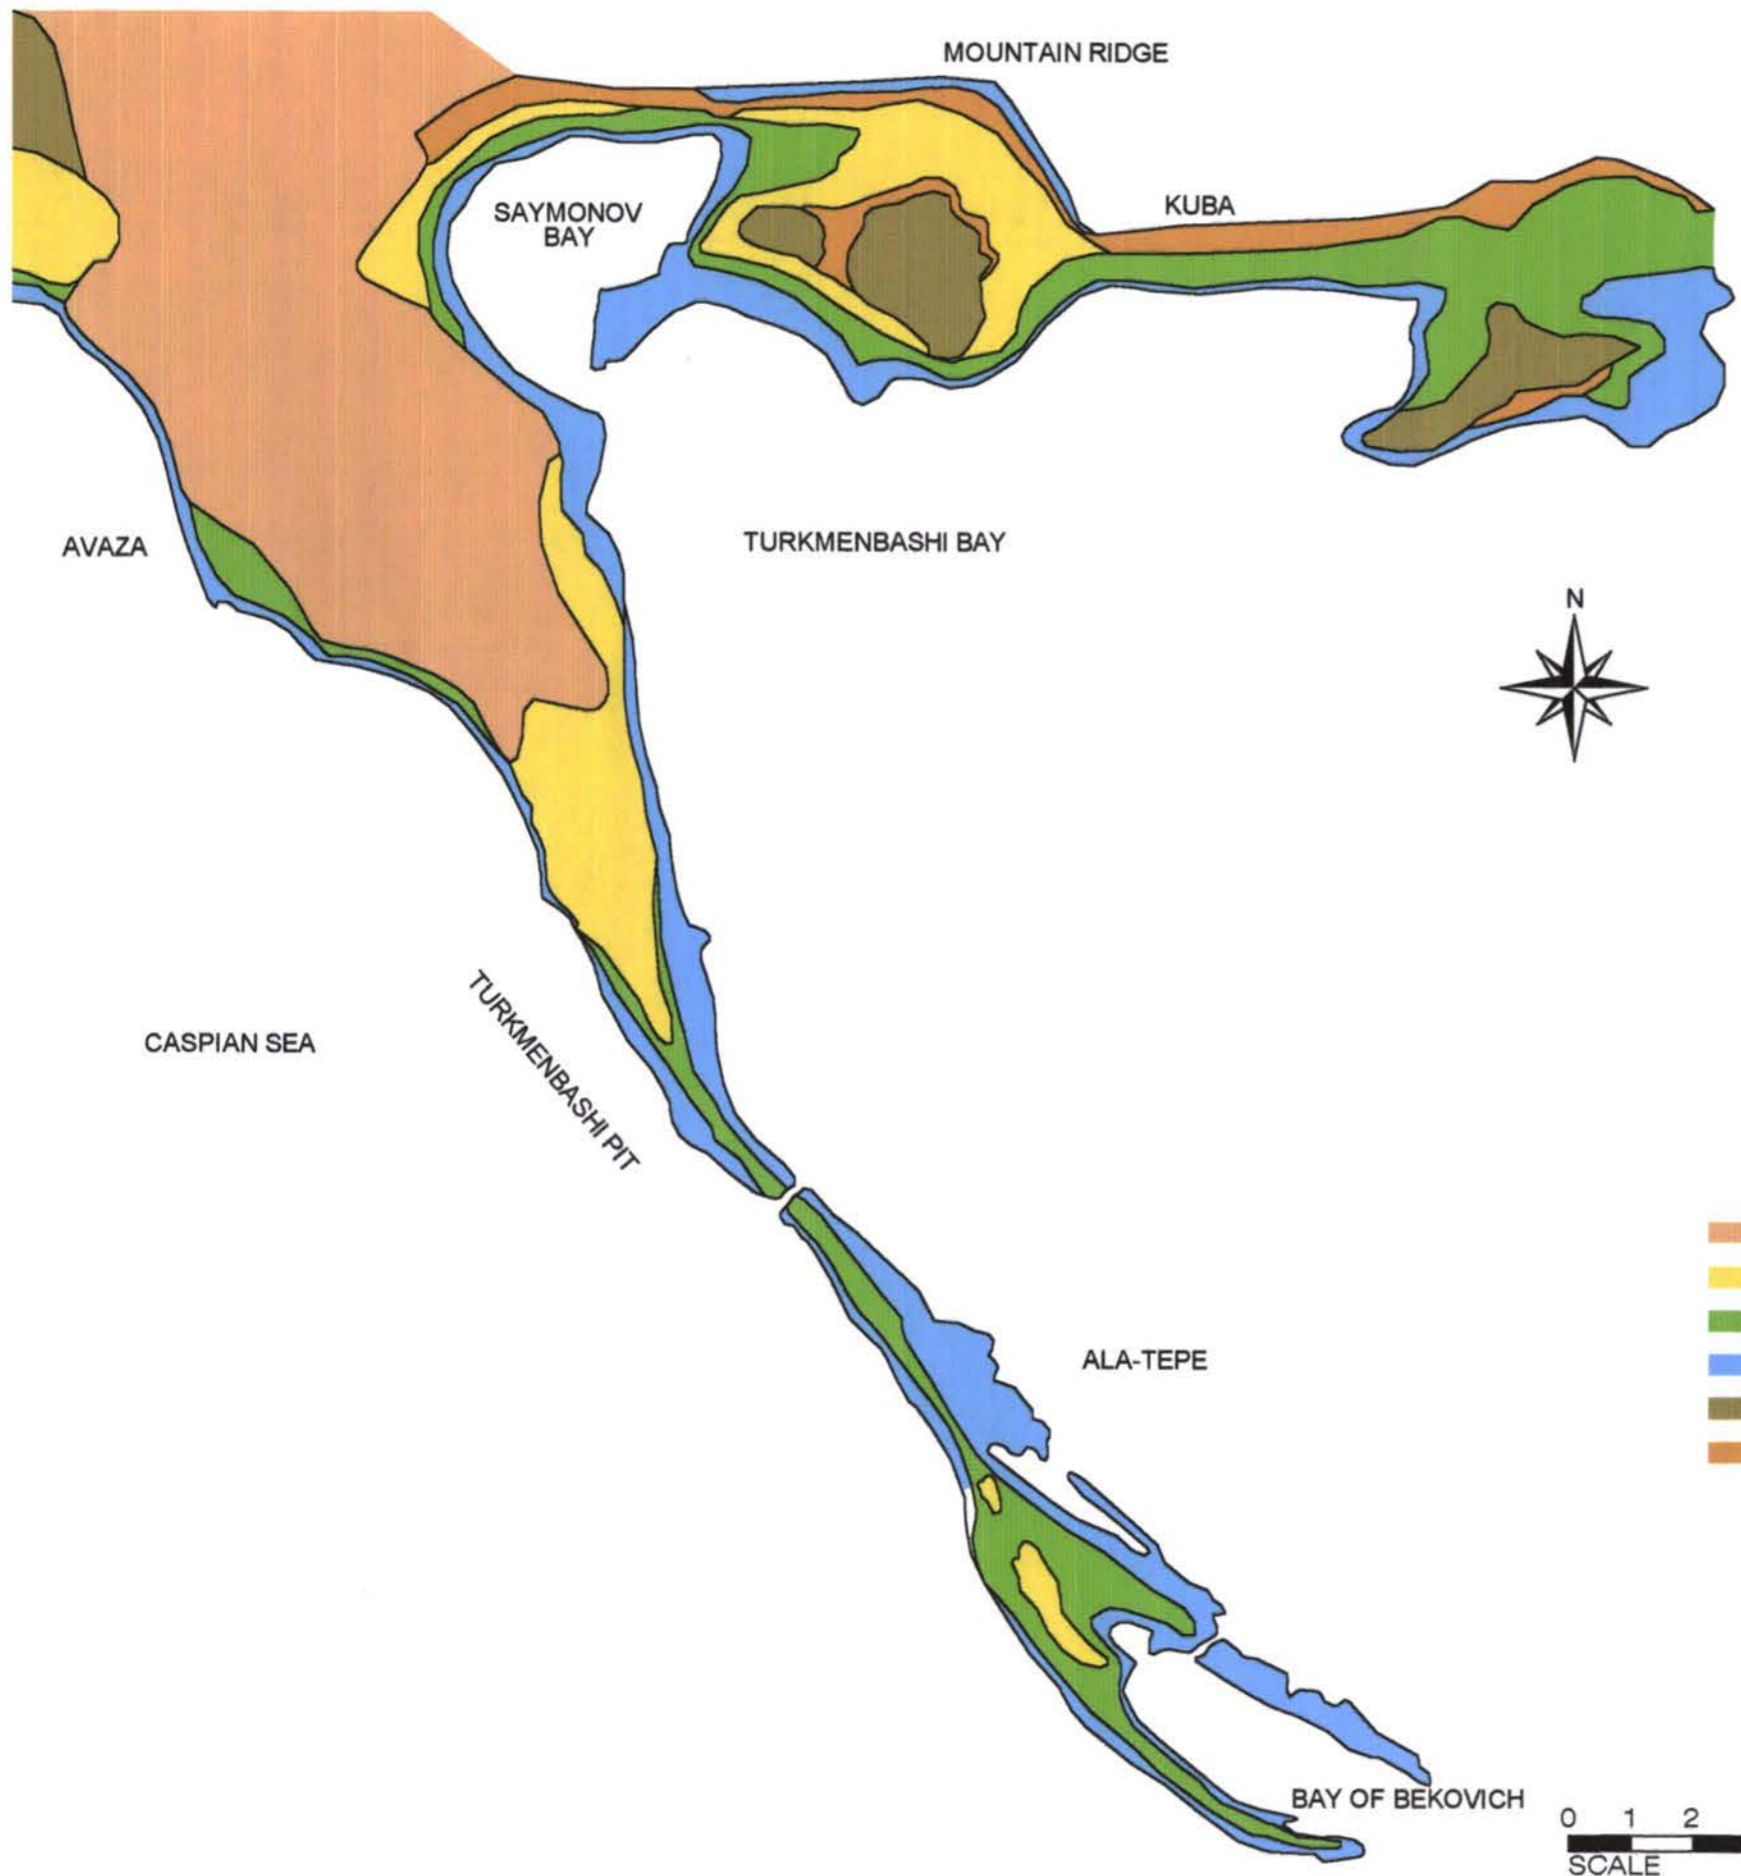 MOUNTAIN RIDGE
SAYMONOV
BAY
KUBA
AVAZA
TURKMENBASHI BAY
N
CASPIAN SEA
TURKMENBASHI PIT
ALA-TEPE
BAY OF BEKOVICH
0 1 2
SCALE